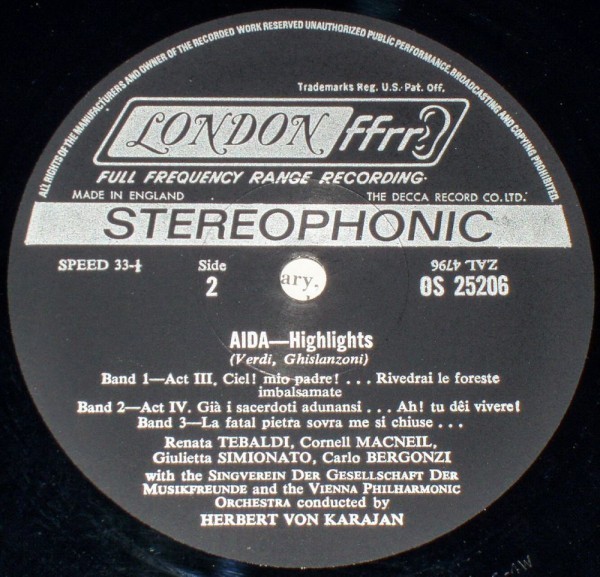 ALL RIGHTS OF THE MANUFACTURERS AND OWNER OF THE RECORDED WORK RESERVED UNAUTHORIZED PUBLIC PERFORMANCE, BROADCASTING AND COPYING PROHIBITED.
Trademarks Reg. U.S. Pat. Off.
LONDON ffrr
FULL FREQUENCY RANGE RECORDING
MADE IN ENGLAND THE DECCA RECORD CO. LTD.
STEREOPHONIC
SPEED 33-⅓ Side ZAL 4796
2 ary. OS 25206
AIDA—Highlights
(Verdi, Ghislanzoni)
Band 1—Act III, Ciel! mio padre! . . . Rivedrai le foreste
imbalsamate
Band 2—Act IV. Già i sacerdoti adunansi . . . Ah! tu dêi vivere!
Band 3—La fatal pietra sovra me si chiuse . . .
Renata TEBALDI, Cornell MACNEIL,
Giulietta SIMIONATO, Carlo BERGONZI
with the SINGVEREIN DER GESELLSCHAFT DER
MUSIKFREUNDE and the VIENNA PHILHARMONIC
ORCHESTRA conducted by
HERBERT VON KARAJAN